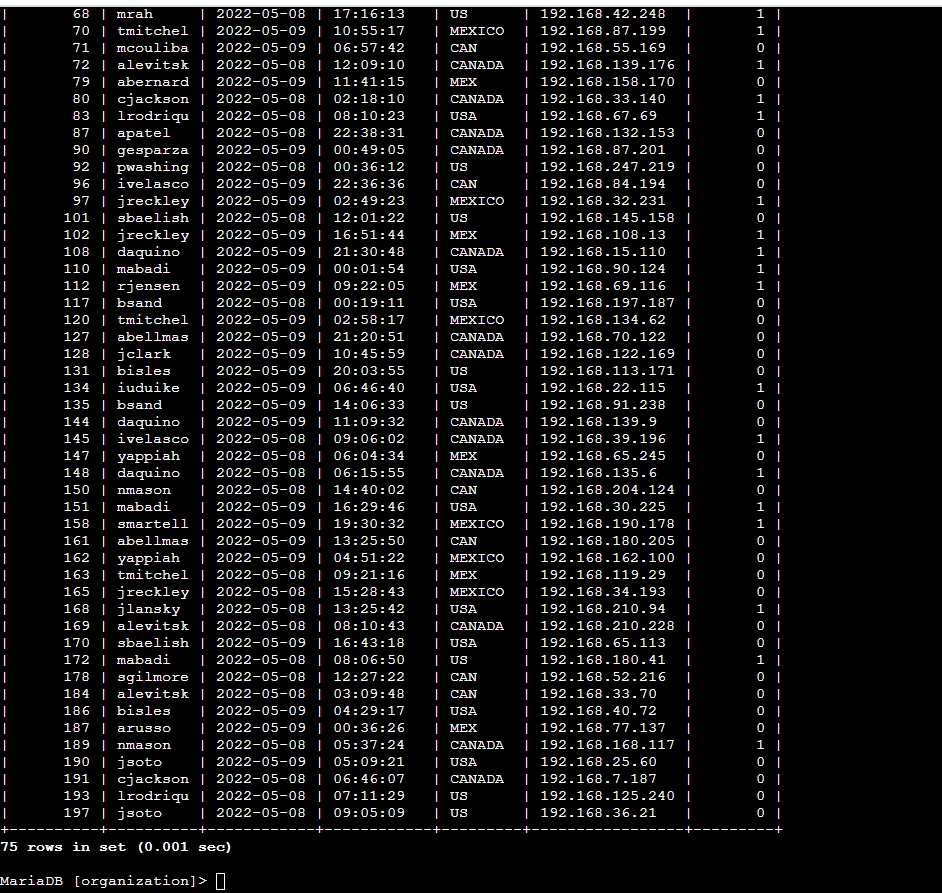 |       68 | mrah     | 2022-05-08 | 17:16:13   | US      | 192.168.42.248  |       1 |
|       70 | tmitchel | 2022-05-09 | 10:55:17   | MEXICO  | 192.168.87.199  |       1 |
|       71 | mcouliba | 2022-05-09 | 06:57:42   | CAN     | 192.168.55.169  |       0 |
|       72 | alevitsk | 2022-05-08 | 12:09:10   | CANADA  | 192.168.139.176 |       1 |
|       79 | abernard | 2022-05-09 | 11:41:15   | MEX     | 192.168.158.170 |       0 |
|       80 | cjackson | 2022-05-08 | 02:18:10   | CANADA  | 192.168.33.140  |       1 |
|       83 | lrodriqu | 2022-05-08 | 08:10:23   | USA     | 192.168.67.69   |       1 |
|       87 | apatel   | 2022-05-08 | 22:38:31   | CANADA  | 192.168.132.153 |       0 |
|       90 | gesparza | 2022-05-09 | 00:49:05   | CANADA  | 192.168.87.201  |       0 |
|       92 | pwashing | 2022-05-08 | 00:36:12   | US      | 192.168.247.219 |       0 |
|       96 | ivelasco | 2022-05-09 | 22:36:36   | CAN     | 192.168.84.194  |       0 |
|       97 | jreckley | 2022-05-09 | 02:49:23   | MEXICO  | 192.168.32.231  |       1 |
|      101 | sbaelish | 2022-05-08 | 12:01:22   | US      | 192.168.145.158 |       0 |
|      102 | jreckley | 2022-05-09 | 16:51:44   | MEX     | 192.168.108.13  |       1 |
|      108 | daquino  | 2022-05-09 | 21:30:48   | CANADA  | 192.168.15.110  |       1 |
|      110 | mabadi   | 2022-05-09 | 00:01:54   | USA     | 192.168.90.124  |       1 |
|      112 | rjensen  | 2022-05-09 | 09:22:05   | MEX     | 192.168.69.116  |       1 |
|      117 | bsand    | 2022-05-08 | 00:19:11   | USA     | 192.168.197.187 |       0 |
|      120 | tmitchel | 2022-05-09 | 02:58:17   | MEXICO  | 192.168.134.62  |       0 |
|      127 | abellmas | 2022-05-09 | 21:20:51   | CANADA  | 192.168.70.122  |       0 |
|      128 | jclark   | 2022-05-09 | 10:45:59   | CANADA  | 192.168.122.169 |       0 |
|      131 | bisles   | 2022-05-09 | 20:03:55   | US      | 192.168.113.171 |       0 |
|      134 | iuduike  | 2022-05-09 | 06:46:40   | USA     | 192.168.22.115  |       1 |
|      135 | bsand    | 2022-05-09 | 14:06:33   | US      | 192.168.91.238  |       0 |
|      144 | daquino  | 2022-05-09 | 11:09:32   | CANADA  | 192.168.139.9   |       0 |
|      145 | ivelasco | 2022-05-08 | 09:06:02   | CANADA  | 192.168.39.196  |       1 |
|      147 | yappiah  | 2022-05-08 | 06:04:34   | MEX     | 192.168.65.245  |       0 |
|      148 | daquino  | 2022-05-08 | 06:15:55   | CANADA  | 192.168.135.6   |       1 |
|      150 | nmason   | 2022-05-08 | 14:40:02   | CAN     | 192.168.204.124 |       0 |
|      151 | mabadi   | 2022-05-08 | 16:29:46   | USA     | 192.168.30.225  |       1 |
|      158 | smartell | 2022-05-09 | 19:30:32   | MEXICO  | 192.168.190.178 |       1 |
|      161 | abellmas | 2022-05-08 | 13:25:50   | CAN     | 192.168.180.205 |       0 |
|      162 | yappiah  | 2022-05-08 | 04:51:22   | MEXICO  | 192.168.162.100 |       0 |
|      163 | tmitchel | 2022-05-08 | 09:21:16   | MEX     | 192.168.119.29  |       0 |
|      165 | jreckley | 2022-05-08 | 15:28:43   | MEXICO  | 192.168.34.193  |       0 |
|      168 | jlansky  | 2022-05-08 | 13:25:42   | USA     | 192.168.210.94  |       1 |
|      169 | alevitsk | 2022-05-08 | 08:10:43   | CANADA  | 192.168.210.228 |       0 |
|      170 | sbaelish | 2022-05-09 | 16:43:18   | USA     | 192.168.65.113  |       0 |
|      172 | mabadi   | 2022-05-08 | 08:06:50   | US      | 192.168.180.41  |       1 |
|      178 | sgilmore | 2022-05-08 | 12:27:22   | CAN     | 192.168.52.216  |       0 |
|      184 | alevitsk | 2022-05-08 | 03:09:48   | CAN     | 192.168.33.70   |       0 |
|      186 | bisles   | 2022-05-09 | 04:29:17   | USA     | 192.168.40.72   |       0 |
|      187 | arusso   | 2022-05-09 | 00:36:26   | MEX     | 192.168.77.137  |       0 |
|      189 | nmason   | 2022-05-08 | 05:37:24   | CANADA  | 192.168.168.117 |       1 |
|      190 | jsoto    | 2022-05-09 | 05:09:21   | USA     | 192.168.25.60   |       0 |
|      191 | cjackson | 2022-05-08 | 06:46:07   | CANADA  | 192.168.7.187   |       0 |
|      193 | lrodriqu | 2022-05-08 | 07:11:29   | US      | 192.168.125.240 |       0 |
|      197 | jsoto    | 2022-05-08 | 09:05:09   | US      | 192.168.36.21   |       0 |
+----------+----------+------------+------------+---------+-----------------+---------+
75 rows in set (0.001 sec)
MariaDB [organization]>